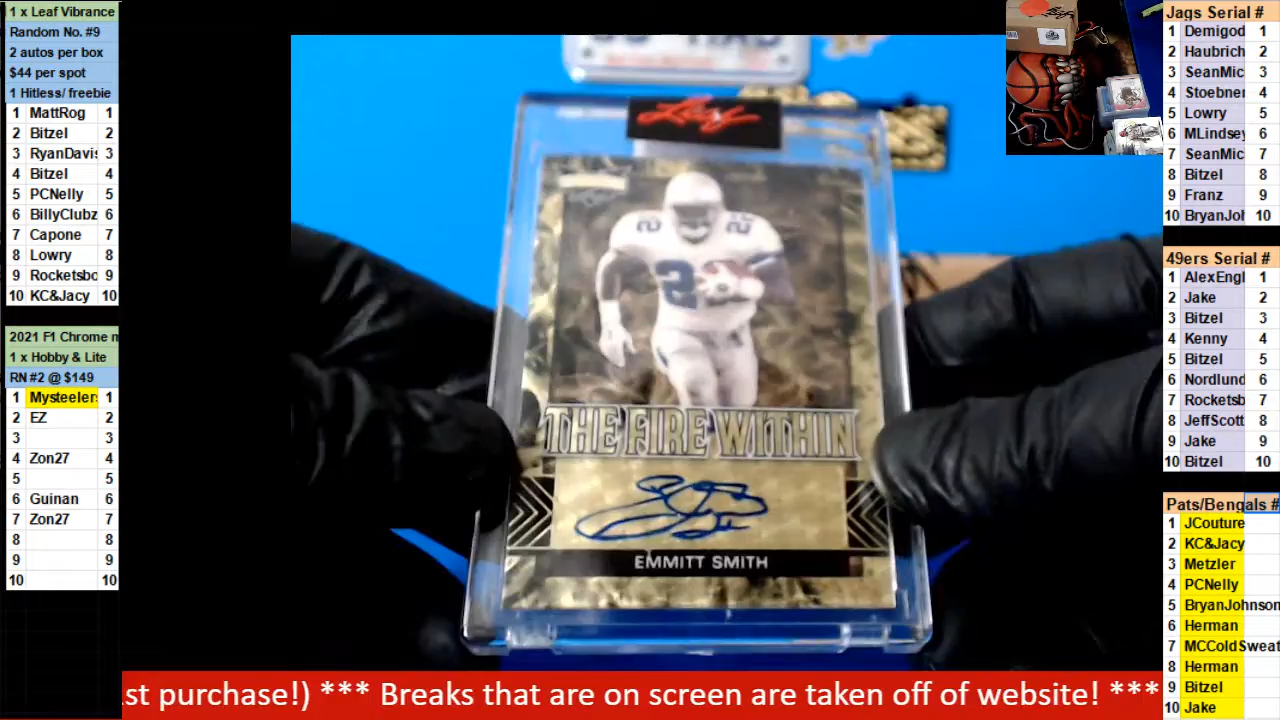 1 x Leaf Vibrance
Random No. #9
2 autos per box
$44 per spot
1 Hitless/ freebie
1 MattRog 1
2 Bitzel 2
3 RyanDavis 3
4 Bitzel 4
5 PCNelly 5
6 BillyClubz 6
7 Capone 7
8 Lowry 8
9 Rocketsbo 9
10 KC&Jacy 10
2021 F1 Chrome m
1 x Hobby & Lite
RN #2 @ $149
1 Mysteelers 1
2 EZ 2
3 3
4 Zon27 4
5 5
6 Guinan 6
7 Zon27 7
8 8
9 9
10 10
Leaf
22
2
THE FIRE WITHIN
EMMITT SMITH
Jags Serial #
1 Demigod 1
2 Haubrich 2
3 SeanMic 3
4 Stoebner 4
5 Lowry 5
6 MLindsey 6
7 SeanMic 7
8 Bitzel 8
9 Franz 9
10 BryanJoh 10
49ers Serial #
1 AlexEngl 1
2 Jake 2
3 Bitzel 3
4 Kenny 4
5 Bitzel 5
6 Nordlund 6
7 Rocketsb 7
8 JeffScott 8
9 Jake 9
10 Bitzel 10
Pats/Bengals #
1 JCouture
2 KC&Jacy
3 Metzler
4 PCNelly
5 BryanJohnson
6 Herman
7 MCColdSweat
8 Herman
9 Bitzel
10 Jake
st purchase!) *** Breaks that are on screen are taken off of website! ***